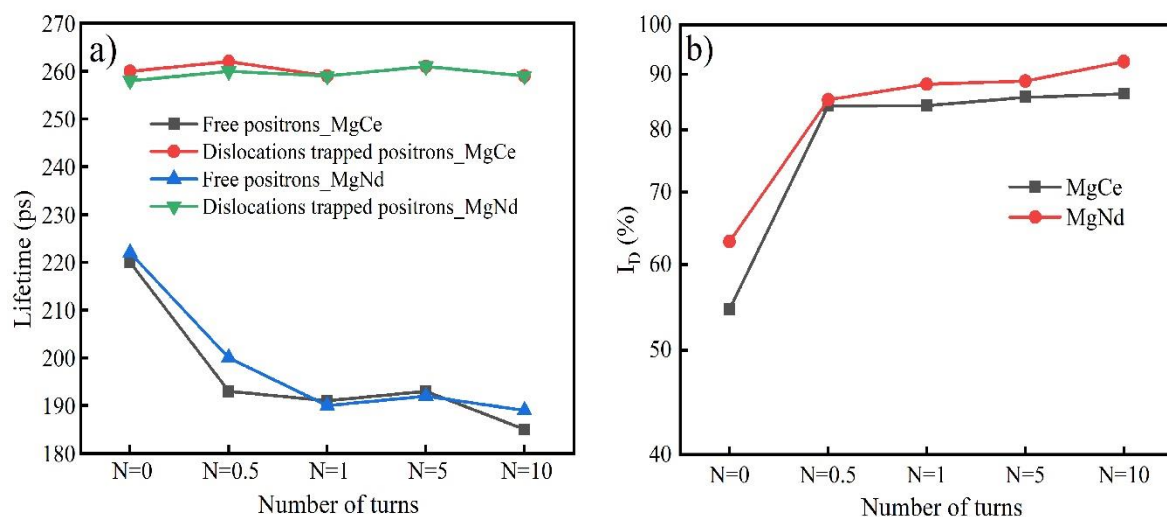 a)
270
260
250
240
230
220
210
200
190
180
Lifetime (ps)
Free positrons_MgCe
Dislocations trapped positrons_MgCe
Free positrons_MgNd
Dislocations trapped positrons_MgNd
N=0 N=0.5 N=1 N=5 N=10
Number of turns
b)
100
90
80
70
60
50
40
I_D (%)
MgCe
MgNd
N=0 N=0.5 N=1 N=5 N=10
Number of turns